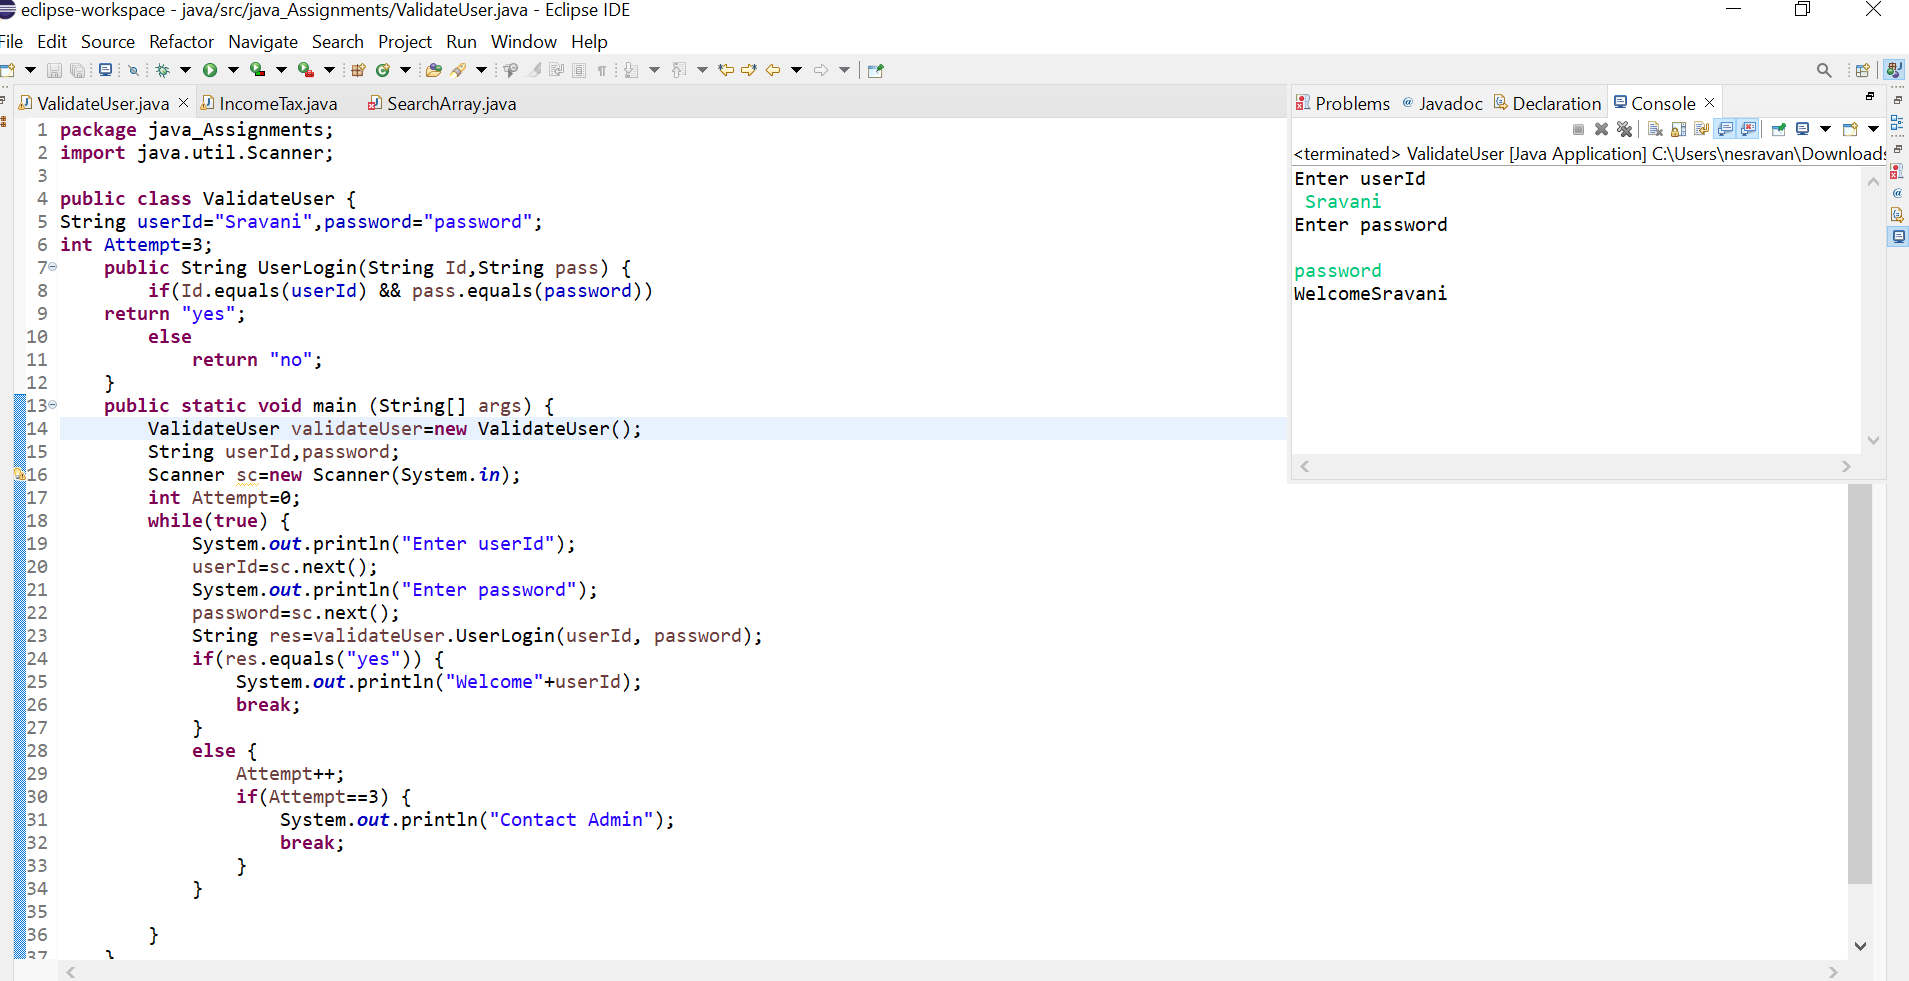 eclipse-workspace - java/src/java_Assignments/ValidateUser.java - Eclipse IDE
File Edit Source Refactor Navigate Search Project Run Window Help
ValidateUser.java IncomeTax.java SearchArray.java
1 package java_Assignments;
2 import java.util.Scanner;
3
4 public class ValidateUser {
5 String userId="Sravani",password="password";
6 int Attempt=3;
7 public String UserLogin(String Id,String pass) {
8 if(Id.equals(userId) && pass.equals(password))
9 return "yes";
10 else
11 return "no";
12 }
13 public static void main (String[] args) {
14 ValidateUser validateUser=new ValidateUser();
15 String userId,password;
16 Scanner sc=new Scanner(System.in);
17 int Attempt=0;
18 while(true) {
19 System.out.println("Enter userId");
20 userId=sc.next();
21 System.out.println("Enter password");
22 password=sc.next();
23 String res=validateUser.UserLogin(userId, password);
24 if(res.equals("yes")) {
25 System.out.println("Welcome"+userId);
26 break;
27 }
28 else {
29 Attempt++;
30 if(Attempt==3) {
31 System.out.println("Contact Admin");
32 break;
33 }
34 }
35
36 }
37 }
Problems @ Javadoc Declaration Console
<terminated> ValidateUser [Java Application] C:\Users\nesravan\Downloads
Enter userId
Sravani
Enter password
password
WelcomeSravani